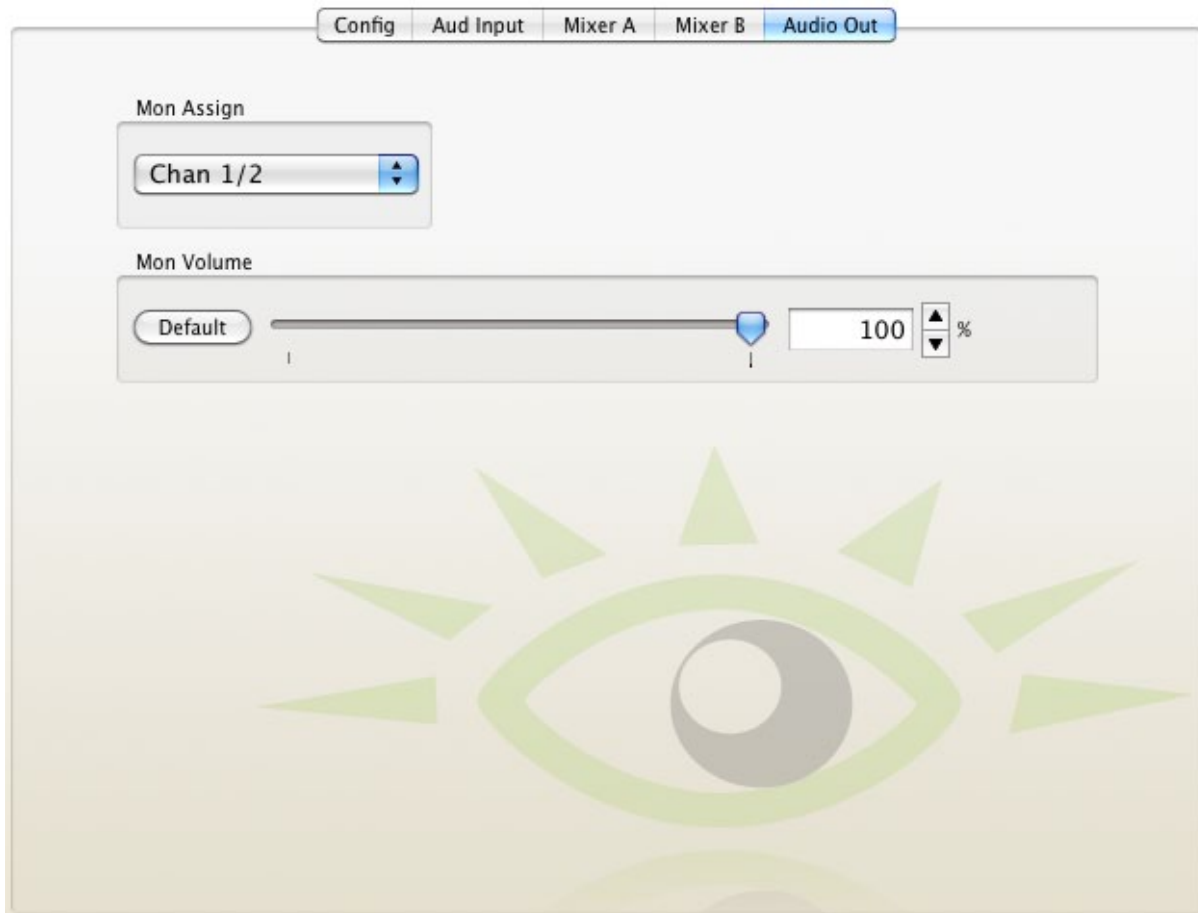 Config Aud Input Mixer A Mixer B Audio Out
Mon Assign
Chan 1/2
Mon Volume
Default 100 %